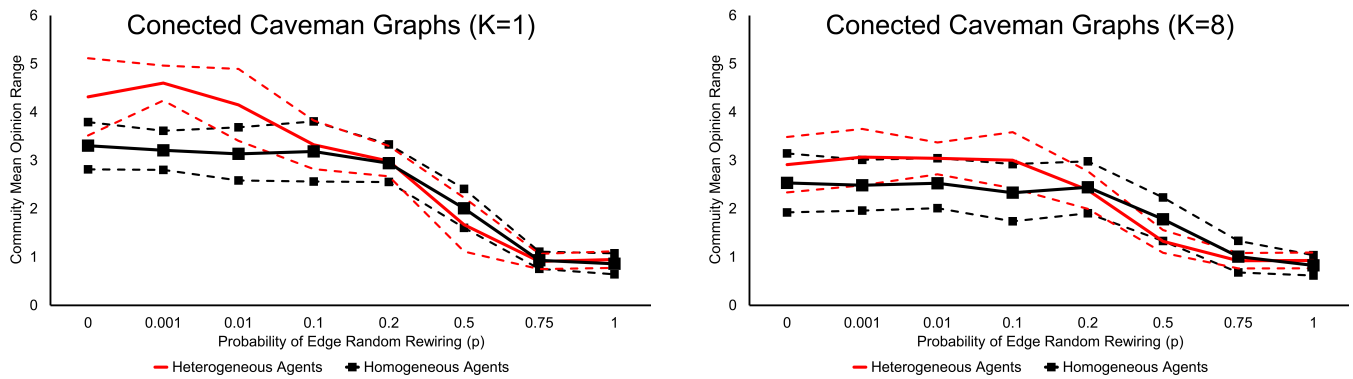 Conected Caveman Graphs (K=1)
Commuity Mean Opinion Range
6
5
4
3
2
1
0
0 0.001 0.01 0.1 0.2 0.5 0.75 1
Probability of Edge Random Rewiring (p)
Heterogeneous Agents Homogeneous Agents
Conected Caveman Graphs (K=8)
Commuity Mean Opinion Range
6
5
4
3
2
1
0
0 0.001 0.01 0.1 0.2 0.5 0.75 1
Probability of Edge Random Rewiring (p)
Heterogeneous Agents Homogeneous Agents